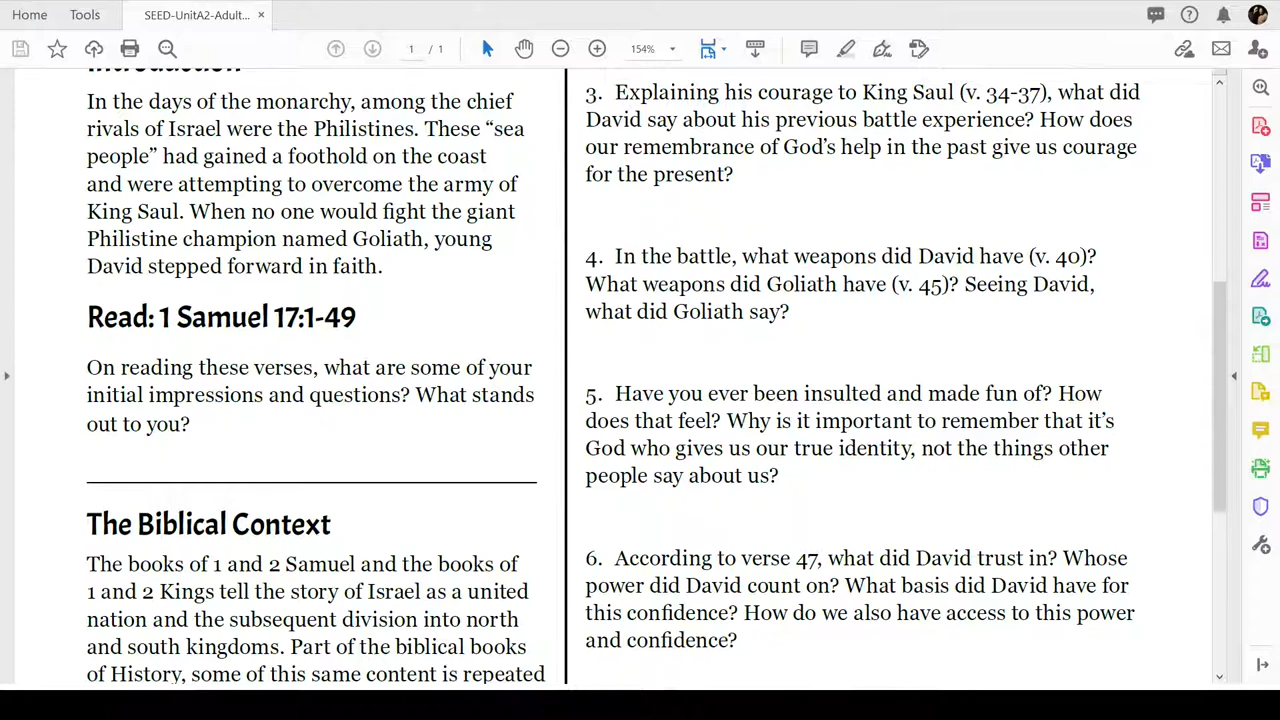 Home
Tools
SEED-UnitA2-Adult...
1 / 1
154%
In the days of the monarchy, among the chief
rivals of Israel were the Philistines. These “sea
people” had gained a foothold on the coast
and were attempting to overcome the army of
King Saul. When no one would fight the giant
Philistine champion named Goliath, young
David stepped forward in faith.
Read: 1 Samuel 17:1-49
On reading these verses, what are some of your
initial impressions and questions? What stands
out to you?
The Biblical Context
The books of 1 and 2 Samuel and the books of
1 and 2 Kings tell the story of Israel as a united
nation and the subsequent division into north
and south kingdoms. Part of the biblical books
of History, some of this same content is repeated
3. Explaining his courage to King Saul (v. 34-37), what did
David say about his previous battle experience? How does
our remembrance of God’s help in the past give us courage
for the present?
4. In the battle, what weapons did David have (v. 40)?
What weapons did Goliath have (v. 45)? Seeing David,
what did Goliath say?
5. Have you ever been insulted and made fun of? How
does that feel? Why is it important to remember that it’s
God who gives us our true identity, not the things other
people say about us?
6. According to verse 47, what did David trust in? Whose
power did David count on? What basis did David have for
this confidence? How do we also have access to this power
and confidence?